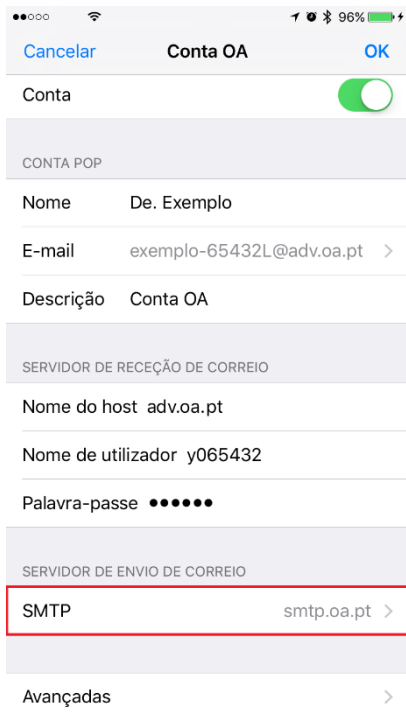 96%
Cancelar Conta OA OK
Conta
CONTA POP
Nome De. Exemplo
E-mail exemplo-65432L@adv.oa.pt
Descrição Conta OA
SERVIDOR DE RECEÇÃO DE CORREIO
Nome do host adv.oa.pt
Nome de utilizador y065432
Palavra-passe ●●●●●●
SERVIDOR DE ENVIO DE CORREIO
SMTP smtp.oa.pt
Avançadas